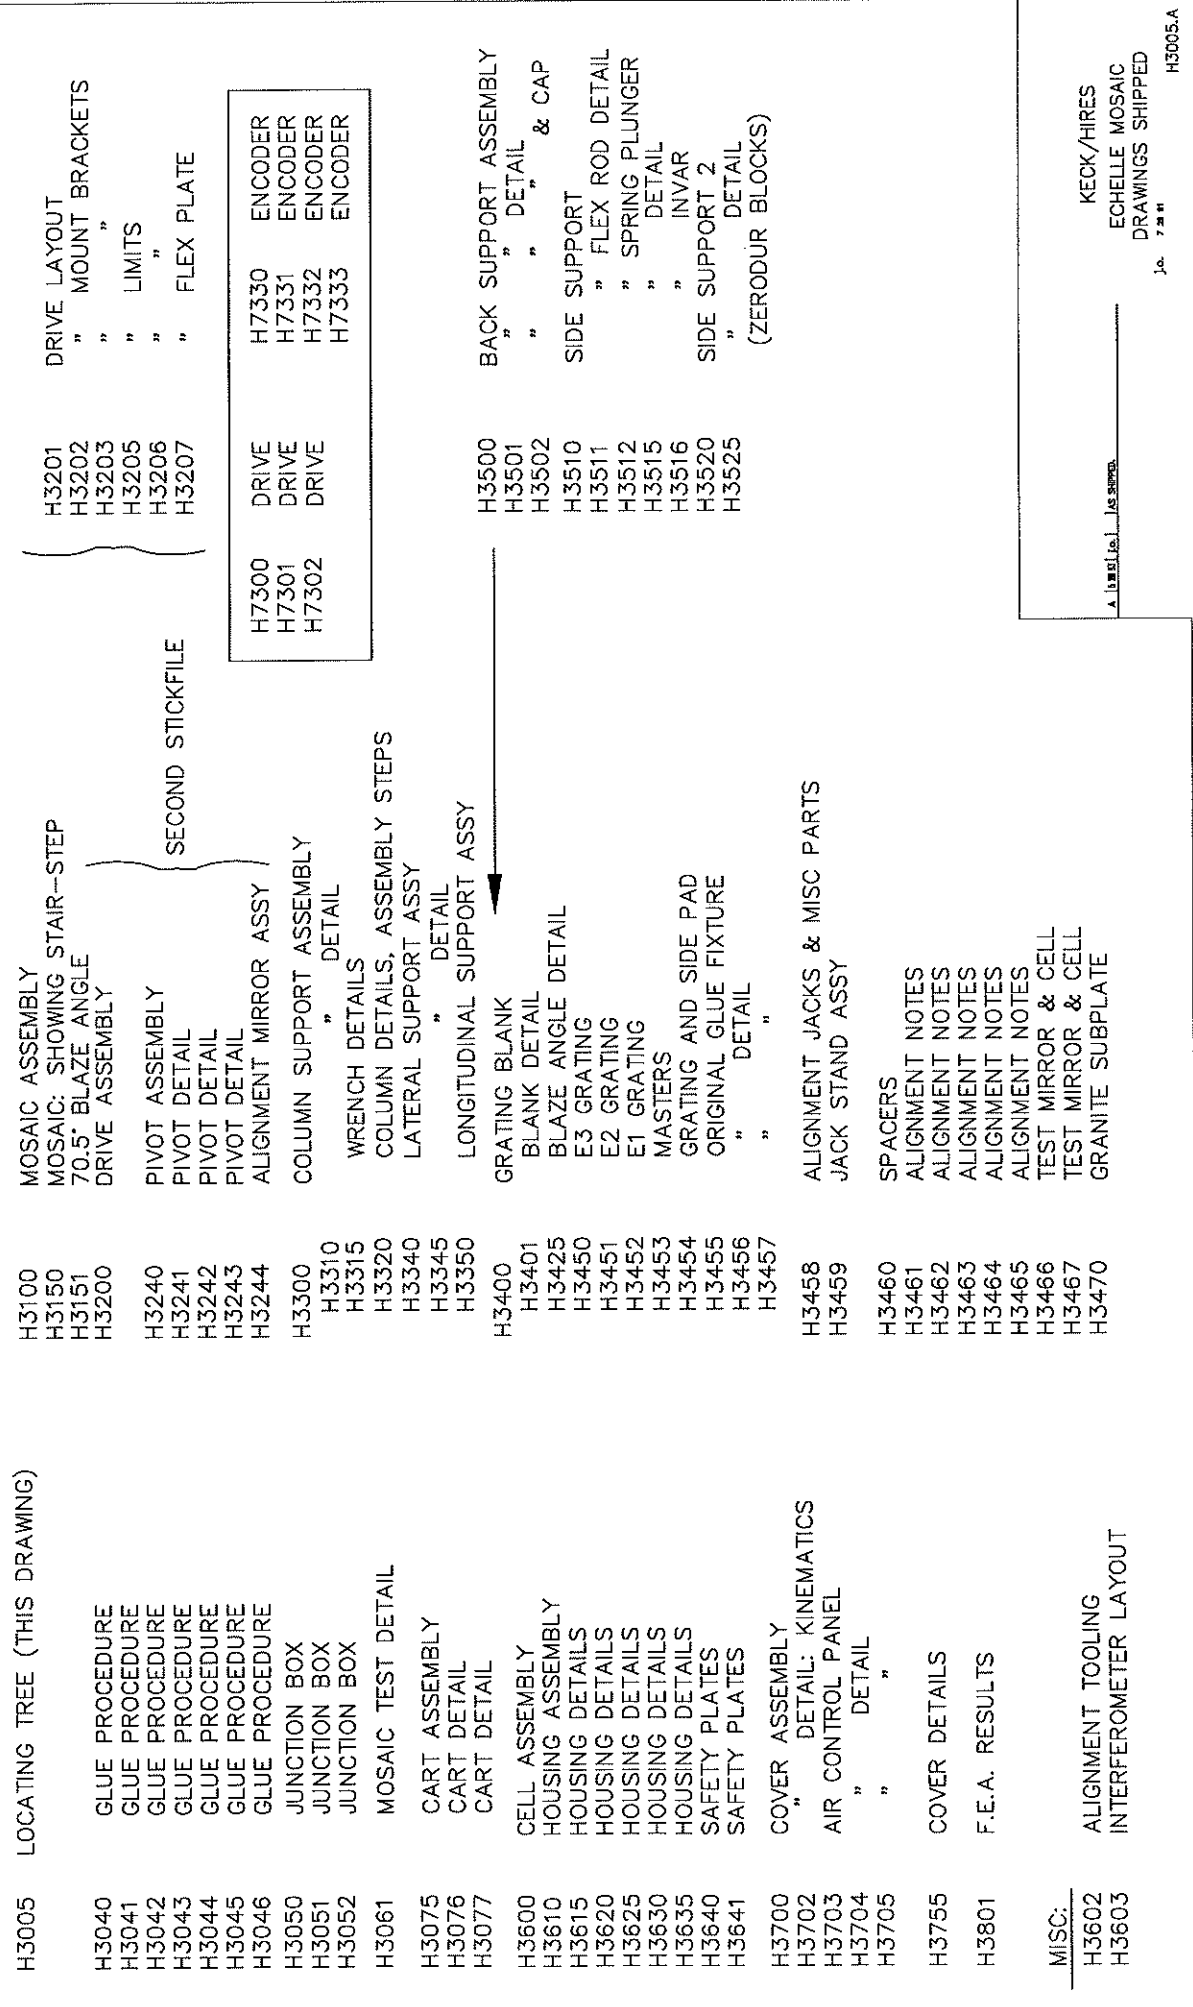 H3005 LOCATING TREE (THIS DRAWING)
H3040 GLUE PROCEDURE
H3041 GLUE PROCEDURE
H3042 GLUE PROCEDURE
H3043 GLUE PROCEDURE
H3044 GLUE PROCEDURE
H3045 GLUE PROCEDURE
H3046 GLUE PROCEDURE
H3050 JUNCTION BOX
H3051 JUNCTION BOX
H3052 JUNCTION BOX
H3061 MOSAIC TEST DETAIL
H3075 CART ASSEMBLY
H3076 CART DETAIL
H3077 CART DETAIL
H3600 CELL ASSEMBLY
H3610 HOUSING ASSEMBLY
H3615 HOUSING DETAILS
H3620 HOUSING DETAILS
H3625 HOUSING DETAILS
H3630 HOUSING DETAILS
H3635 HOUSING DETAILS
H3640 SAFETY PLATES
H3641 SAFETY PLATES
H3700 COVER ASSEMBLY
H3702 " DETAIL: KINEMATICS
H3703 AIR CONTROL PANEL
H3704 " DETAIL
H3705 " "
H3755 COVER DETAILS
H3801 F.E.A. RESULTS
MISC:
H3602 ALIGNMENT TOOLING
H3603 INTERFEROMETER LAYOUT
H3100 MOSAIC ASSEMBLY
H3150 MOSAIC: SHOWING STAIR-STEP
H3151 70.5° BLAZE ANGLE
H3200 DRIVE ASSEMBLY
H3240 PIVOT ASSEMBLY
H3241 PIVOT DETAIL
H3242 PIVOT DETAIL
H3243 PIVOT DETAIL
H3244 ALIGNMENT MIRROR ASSY
SECOND STICKFILE
H3300 COLUMN SUPPORT ASSEMBLY
H3310 " DETAIL
H3315 WRENCH DETAILS
H3320 COLUMN DETAILS, ASSEMBLY STEPS
H3340 LATERAL SUPPORT ASSY
H3345 " DETAIL
H3350 LONGITUDINAL SUPPORT ASSY
H3400 GRATING BLANK
H3401 BLANK DETAIL
H3425 BLAZE ANGLE DETAIL
H3450 E3 GRATING
H3451 E2 GRATING
H3452 E1 GRATING
H3453 MASTERS
H3454 GRATING AND SIDE PAD
H3455 ORIGINAL GLUE FIXTURE
H3456 " DETAIL
H3457 " "
H3458 ALIGNMENT JACKS & MISC PARTS
H3459 JACK STAND ASSY
H3460 SPACERS
H3461 ALIGNMENT NOTES
H3462 ALIGNMENT NOTES
H3463 ALIGNMENT NOTES
H3464 ALIGNMENT NOTES
H3465 ALIGNMENT NOTES
H3466 TEST MIRROR & CELL
H3467 TEST MIRROR & CELL
H3470 GRANITE SUBPLATE
H3201 DRIVE LAYOUT
H3202 " MOUNT BRACKETS
H3203 " "
H3205 " LIMITS
H3206 " "
H3207 " FLEX PLATE
H7300 DRIVE H7330 ENCODER
H7301 DRIVE H7331 ENCODER
H7302 DRIVE H7332 ENCODER
H7333 ENCODER
H3500 BACK SUPPORT ASSEMBLY
H3501 " " DETAIL
H3502 " " " & CAP
H3510 SIDE SUPPORT
H3511 " FLEX ROD DETAIL
H3512 " SPRING PLUNGER
H3515 " DETAIL
H3516 " INVAR
H3520 SIDE SUPPORT 2
H3525 " DETAIL
(ZERODUR BLOCKS)
A AS SHIPPED.
KECK/HIRES
ECHELLE MOSAIC
DRAWINGS SHIPPED
H3005.A